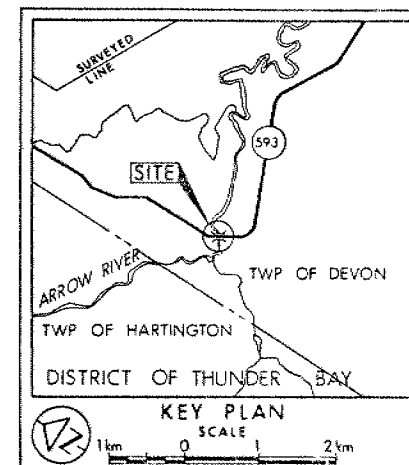 SURVEYED
LINE
593
SITE
ARROW RIVER
TWP OF DEVON
TWP OF HARTINGTON
DISTRICT OF THUNDER BAY
KEY PLAN
SCALE
1km 0 1 2km